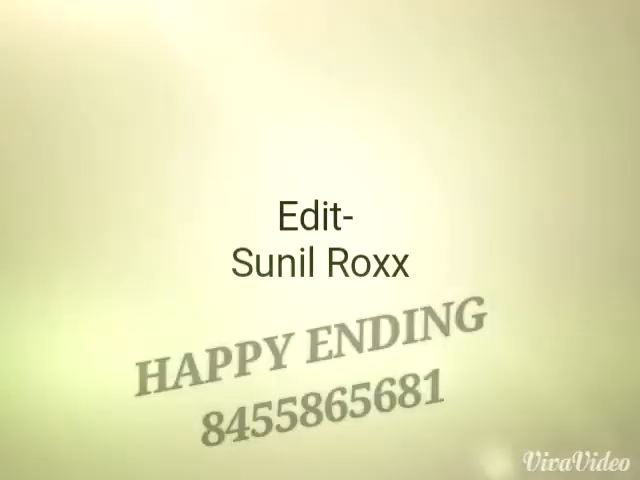 Edit-
Sunil Roxx
HAPPY ENDING
8455865681
VivaVideo